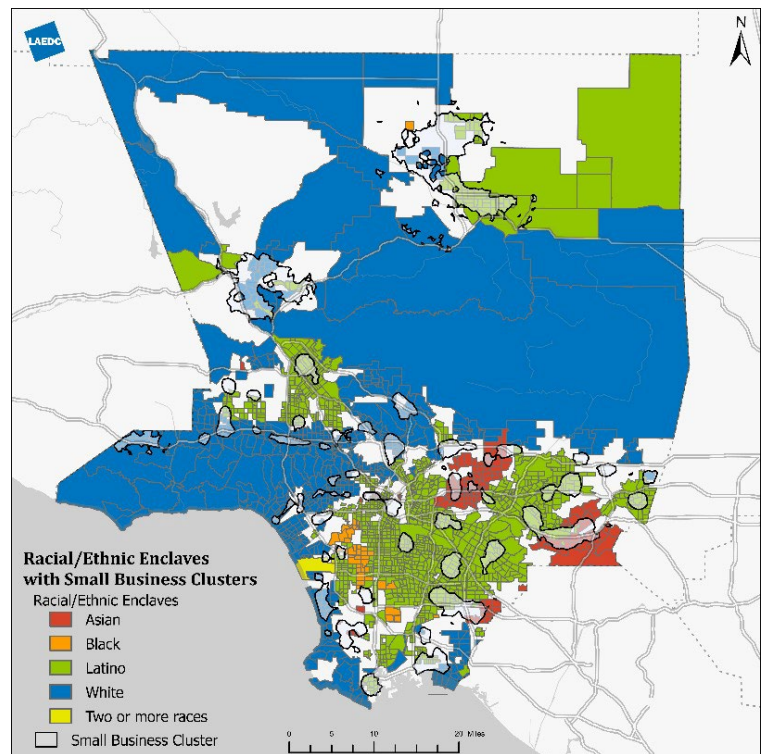 LAEDC
N
Racial/Ethnic Enclaves
with Small Business Clusters
Racial/Ethnic Enclaves
Asian
Black
Latino
White
Two or more races
Small Business Cluster
0 5 10 15 20 Miles